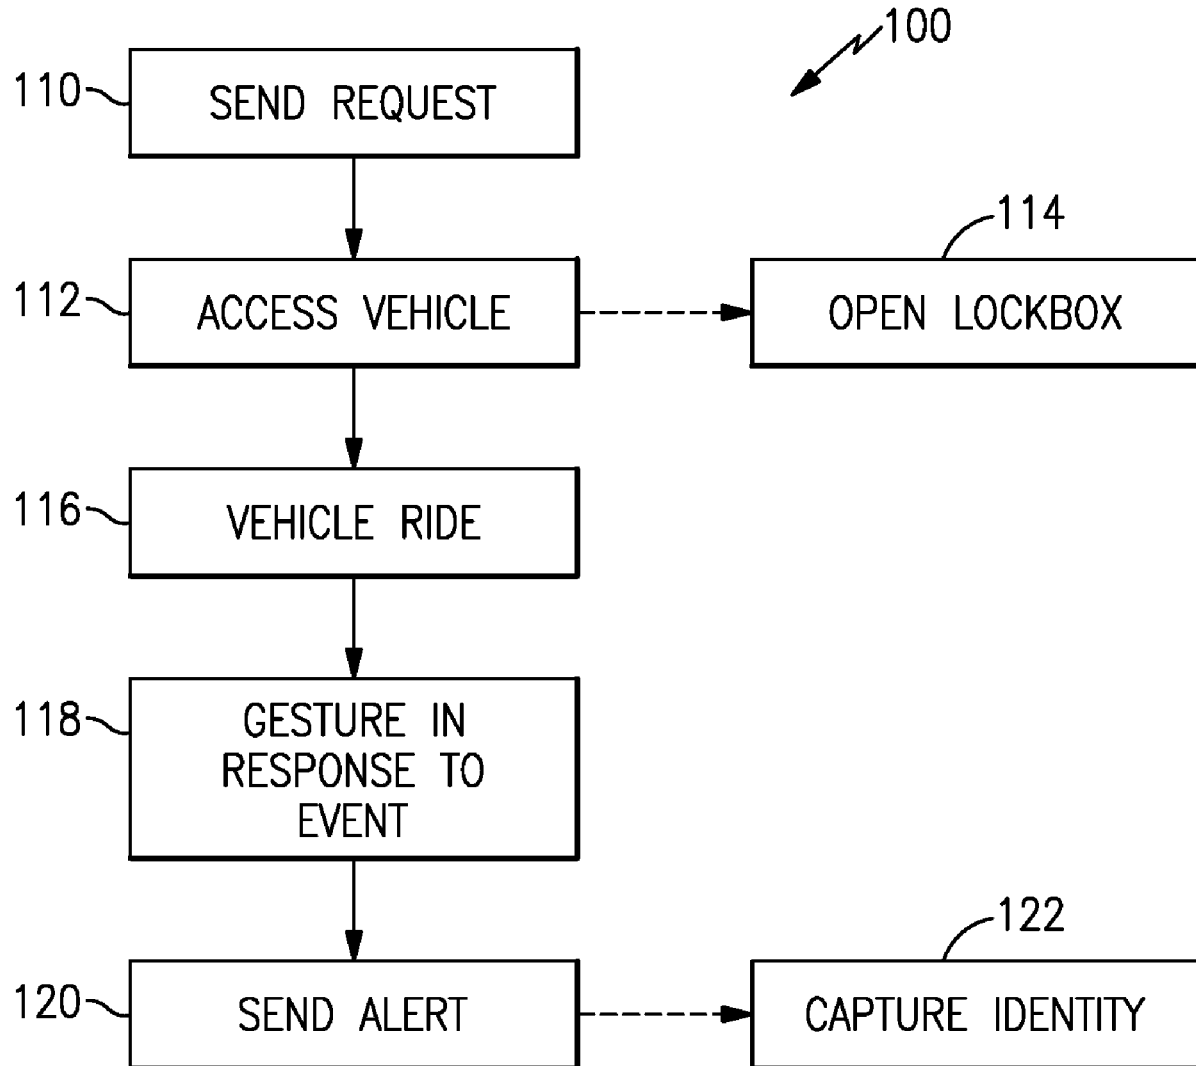 100
110
SEND REQUEST
114
112
ACCESS VEHICLE
OPEN LOCKBOX
116
VEHICLE RIDE
118
GESTURE IN
RESPONSE TO
EVENT
122
120
SEND ALERT
CAPTURE IDENTITY